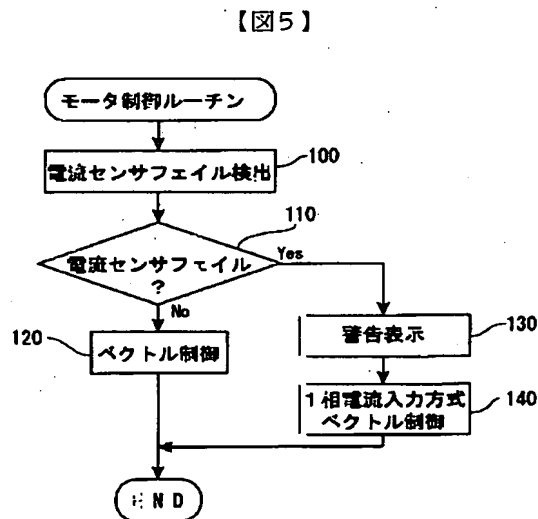 【図5】
モータ制御ルーチン
電流センサフェイル検出
100
110
電流センサフェイル
?
Yes
No
120
ベクトル制御
警告表示
130
1相電流入力方式
ベクトル制御
140
END